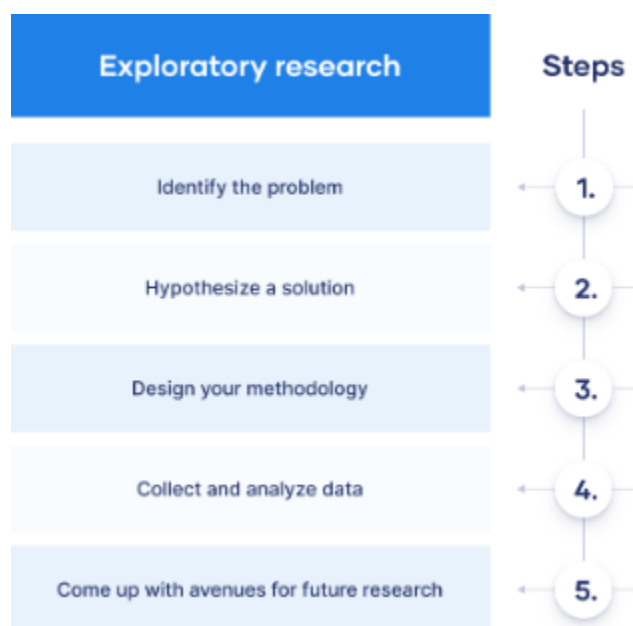 Exploratory research
Steps
Identify the problem
1.
Hypothesize a solution
2.
Design your methodology
3.
Collect and analyze data
4.
Come up with avenues for future research
5.